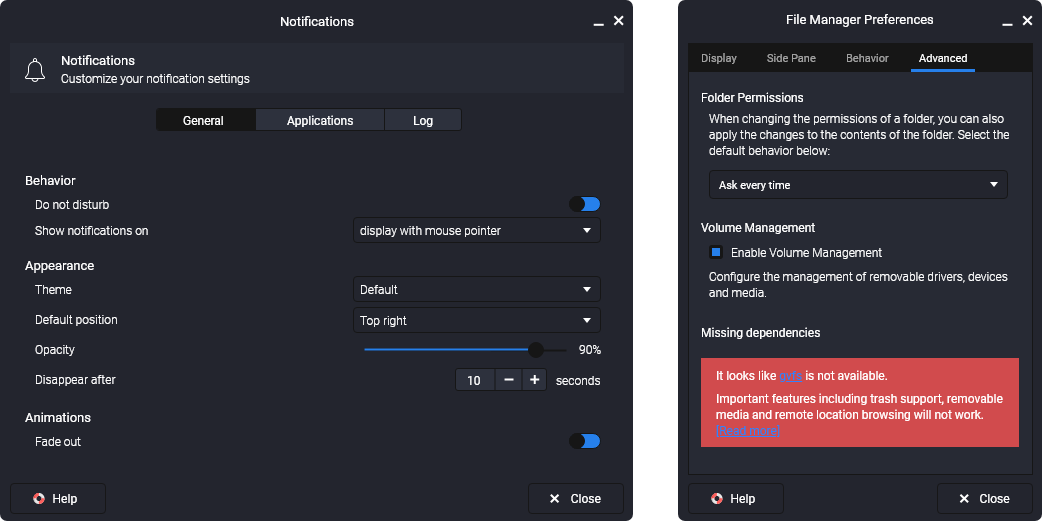 Notifications
Notifications
Customize your notification settings
General Applications Log
Behavior
Do not disturb
Show notifications on display with mouse pointer
Appearance
Theme Default
Default position Top right
Opacity 90%
Disappear after 10 − + seconds
Animations
Fade out
Help Close
File Manager Preferences
Display Side Pane Behavior Advanced
Folder Permissions
When changing the permissions of a folder, you can also
apply the changes to the contents of the folder. Select the
default behavior below:
Ask every time
Volume Management
Enable Volume Management
Configure the management of removable drivers, devices
and media.
Missing dependencies
It looks like gvfs is not available.
Important features including trash support, removable
media and remote location browsing will not work.
[Read more]
Help Close